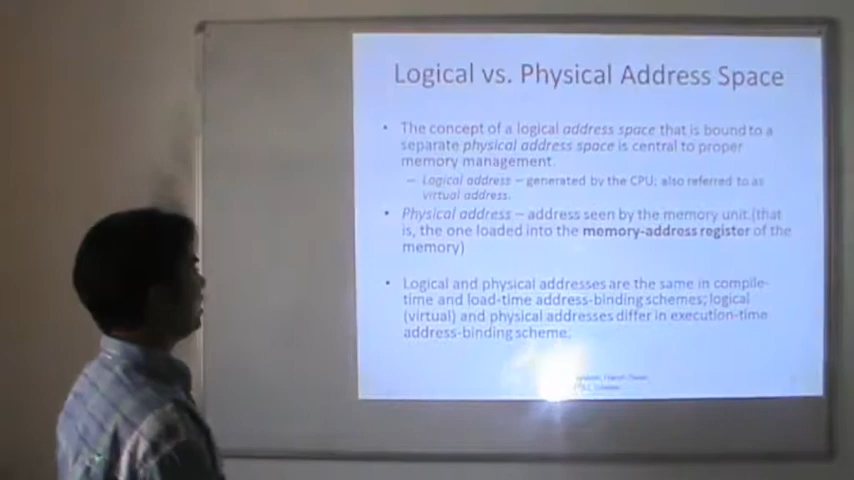 Logical vs. Physical Address Space
• The concept of a logical address space that is bound to a
separate physical address space is central to proper
memory management.
– Logical address – generated by the CPU; also referred to as
virtual address.
• Physical address – address seen by the memory unit.(that
is, the one loaded into the memory-address register of the
memory)
• Logical and physical addresses are the same in compile-
time and load-time address-binding schemes; logical
(virtual) and physical addresses differ in execution-time
address-binding scheme.